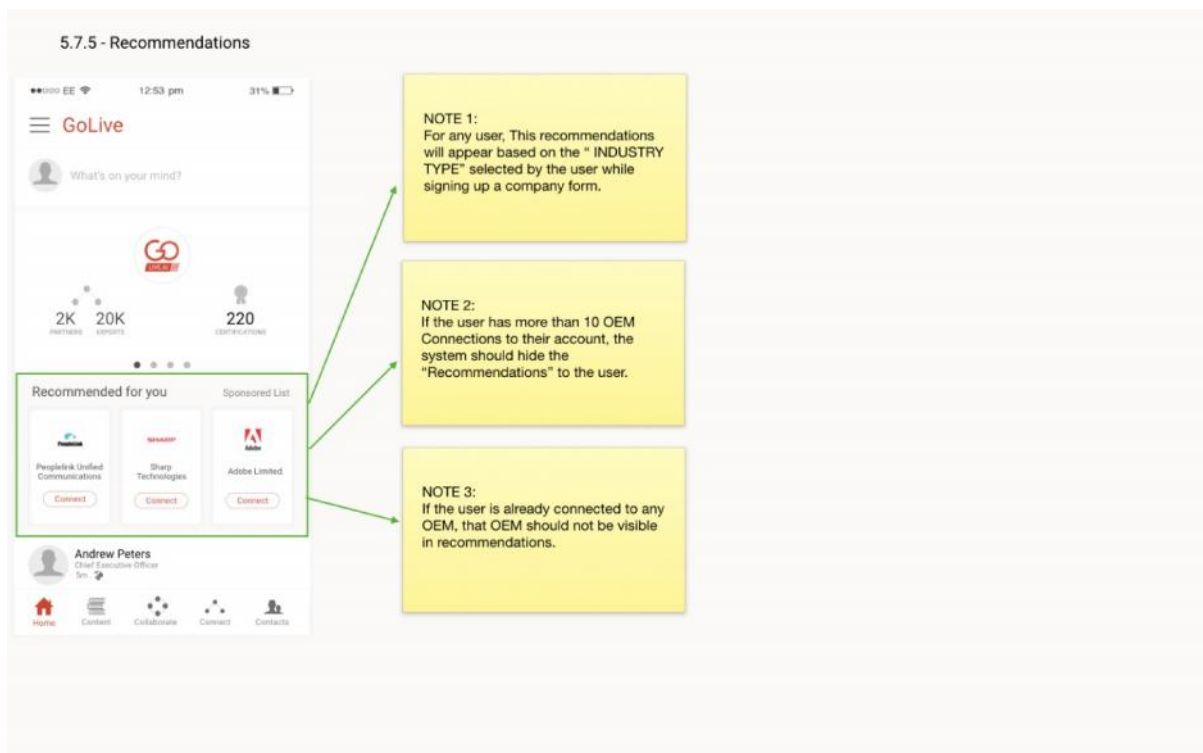 5.7.5 - Recommendations
EE 12:53 pm 31%
GoLive
What's on your mind?
GO
2K 20K 220
PARTNERS EXPERTS CERTIFICATIONS
Recommended for you Sponsored List
Peoplelink SHARP Adobe
Peoplelink Unified
Communications
Sharp
Technologies
Adobe Limited
Connect Connect Connect
Andrew Peters
Chief Executive Officer
5m .
Home Content Collaborate Connect Contacts
NOTE 1:
For any user, This recommendations
will appear based on the “ INDUSTRY
TYPE” selected by the user while
signing up a company form.
NOTE 2:
If the user has more than 10 OEM
Connections to their account, the
system should hide the
“Recommendations” to the user.
NOTE 3:
If the user is already connected to any
OEM, that OEM should not be visible
in recommendations.